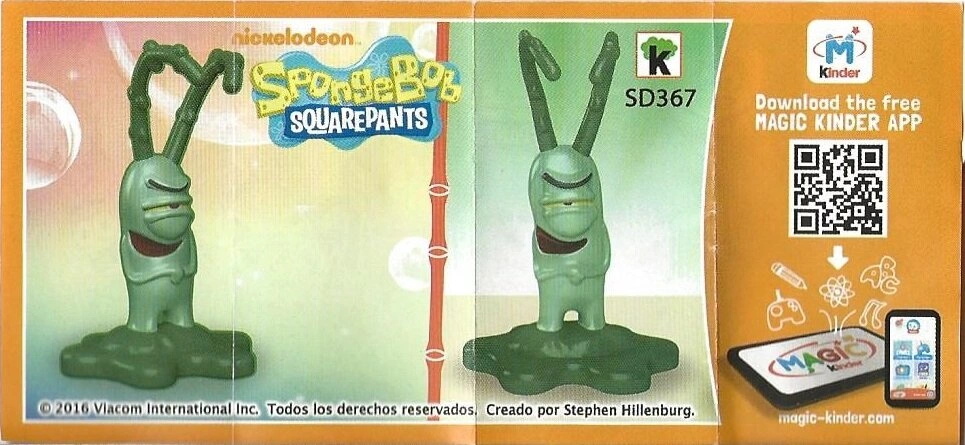 nickelodeon
SpongeBob
SQUAREPANTS
K
SD367
© 2016 Viacom International Inc. Todos los derechos reservados. Creado por Stephen Hillenburg.
M
Kinder
Download the free
MAGIC KINDER APP
ABC
MAGIC
Kinder
magic-kinder.com